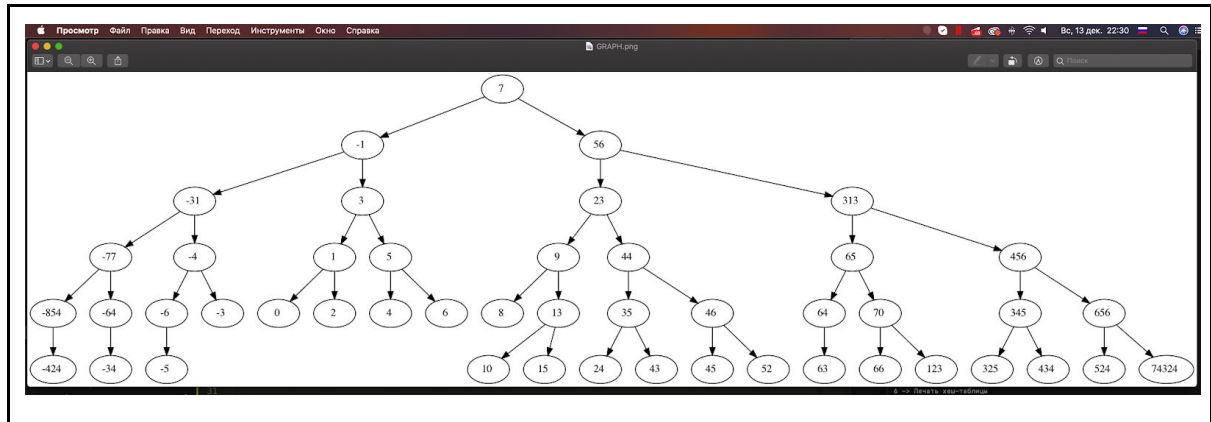 Просмотр Файл Правка Вид Переход Инструменты Окно Справка Вс, 13 дек. 22:30
GRAPH.png
Поиск
7
-1 56
-31 3 23 313
-77 -4 1 5 9 44 65 456
-854 -64 -6 -3 0 2 4 6 8 13 35 46 64 70 345 656
-424 -34 -5 10 15 24 43 45 52 63 66 123 325 434 524 74324
31 6 -> Печать хеш-таблицы